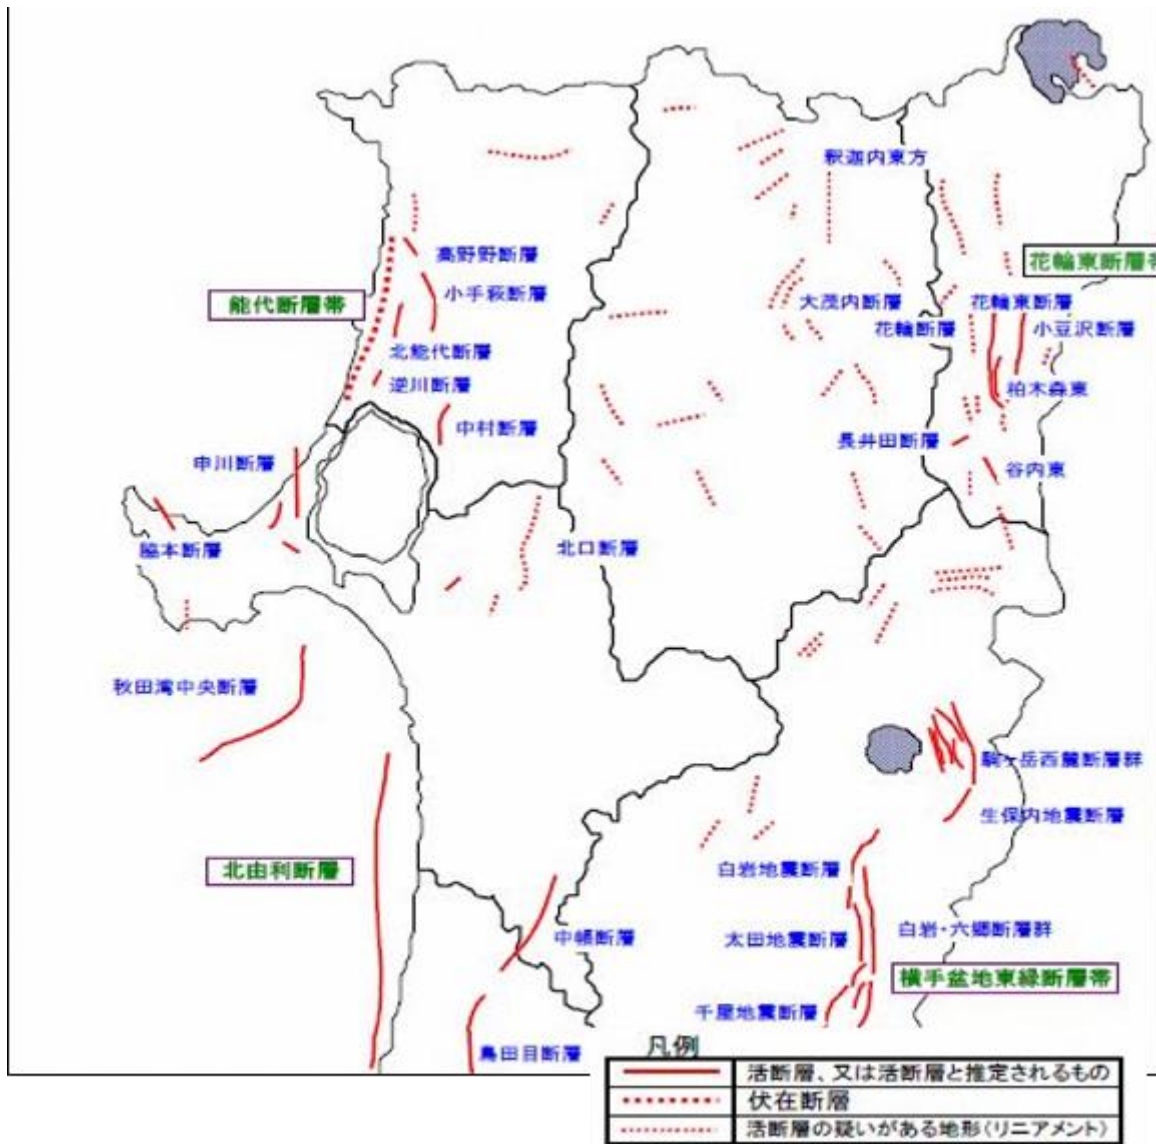 釈迦内東方
高野野断層
花輪東断層帯
小手萩断層
能代断層帯
大茂内断層
花輪東断層
花輪断層
小豆沢断層
北能代断層
逆川断層
柏木森東
中村断層
長井田断層
申川断層
谷内東
脇本断層
北口断層
秋田湾中央断層
駒ヶ岳西麓断層群
生保内地震断層
北由利断層
白岩地震断層
中帳断層
太田地震断層
白岩・六郷断層群
横手盆地東縁断層帯
千屋地震断層
鳥田目断層
凡例
活断層、又は活断層と推定されるもの
伏在断層
活断層の疑いがある地形(リニアメント)